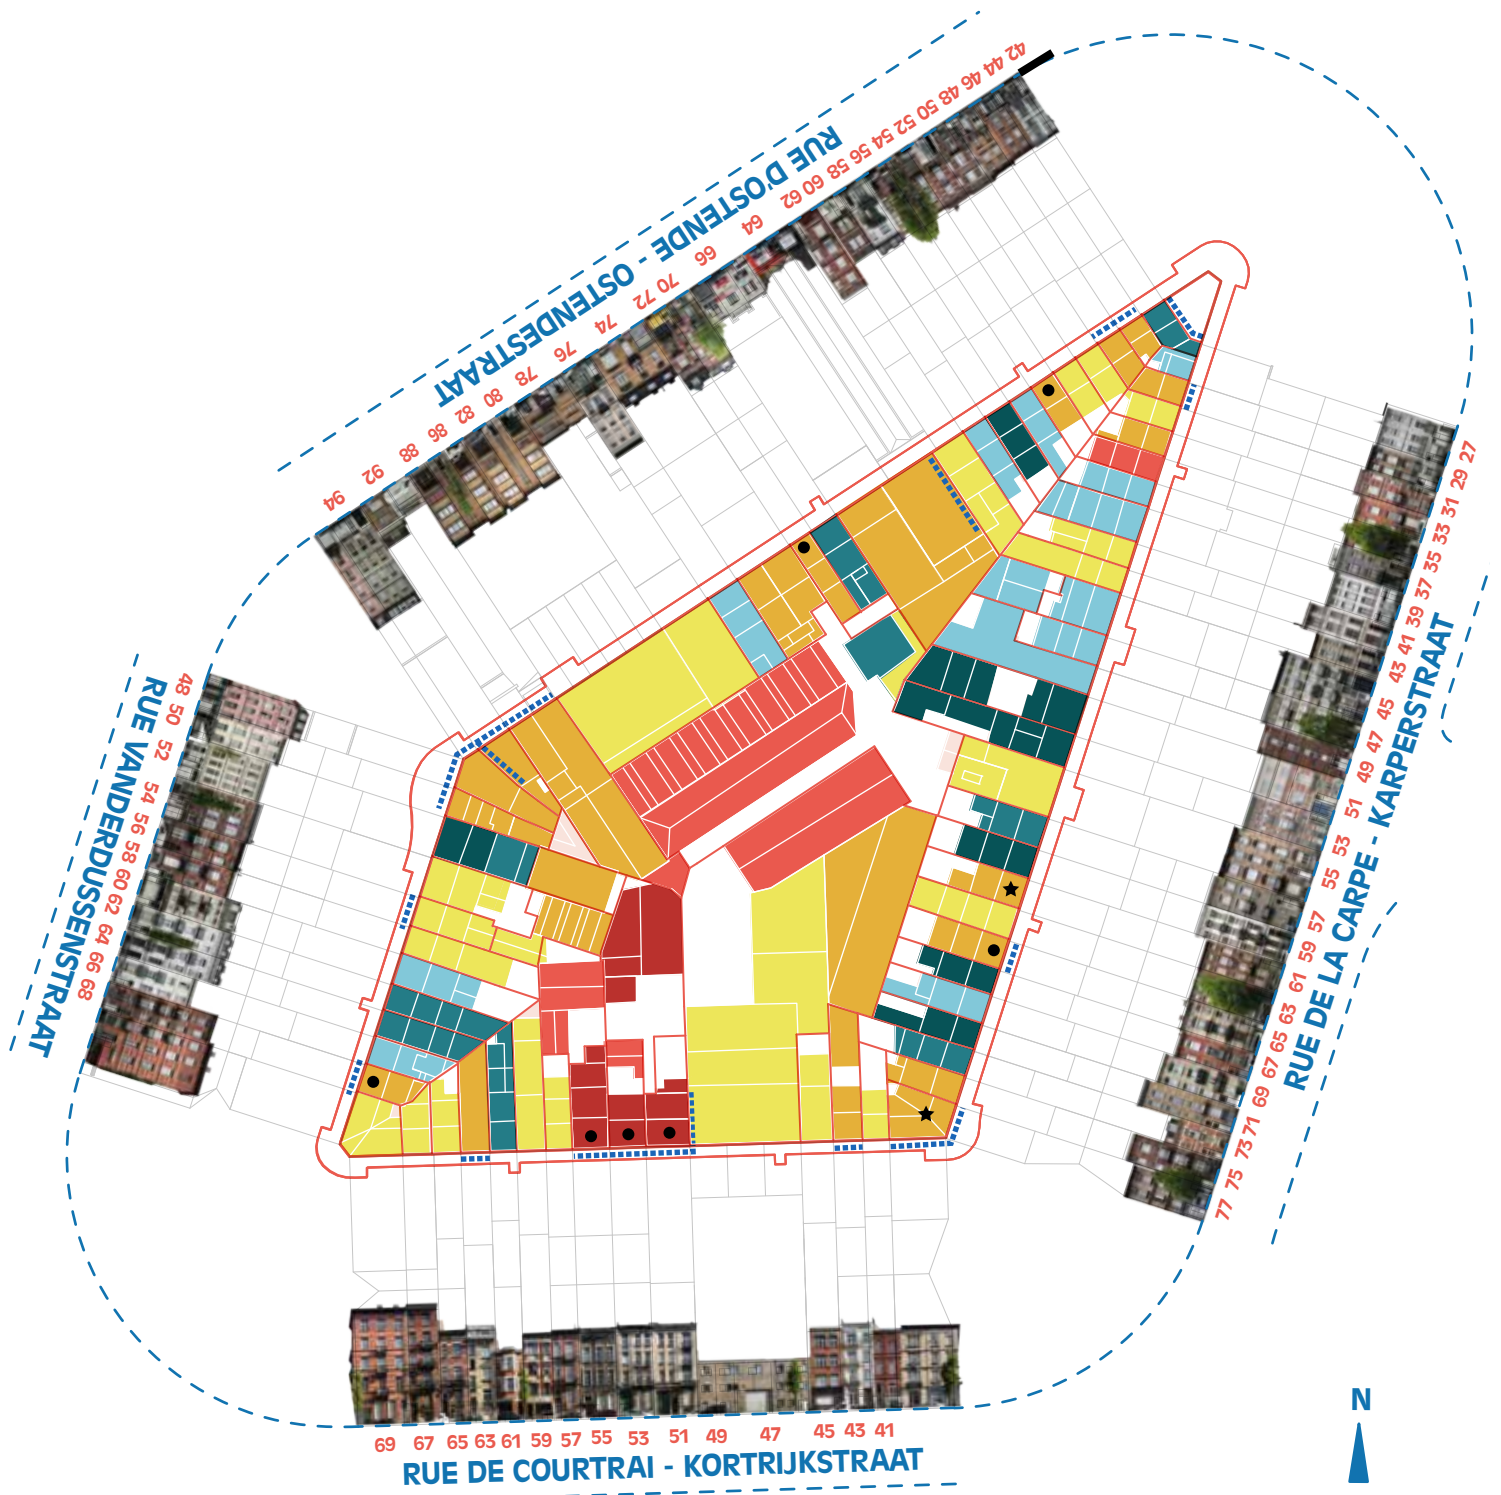 42 44 46 48 50 52 54 56 58 60 62 64 66 70 72 74 76 78 80 82 86 88 92 94
RUE D'OSTENDE - OSTENDESTRAAT
27 29 31 33 35 37 39 41 43 45 47 49 51 53 55 57 59 61 63 65 67 69 71 73 75 77
RUE DE LA CARPE - KARPERSTRAAT
48 50 52 54 56 58 60 62 64 66 68
RUE VANDERDUSSENSTRAAT
69 67 65 63 61 59 57 55 53 51 49 47 45 43 41
RUE DE COURTRAI - KORTRIJKSTRAAT
N